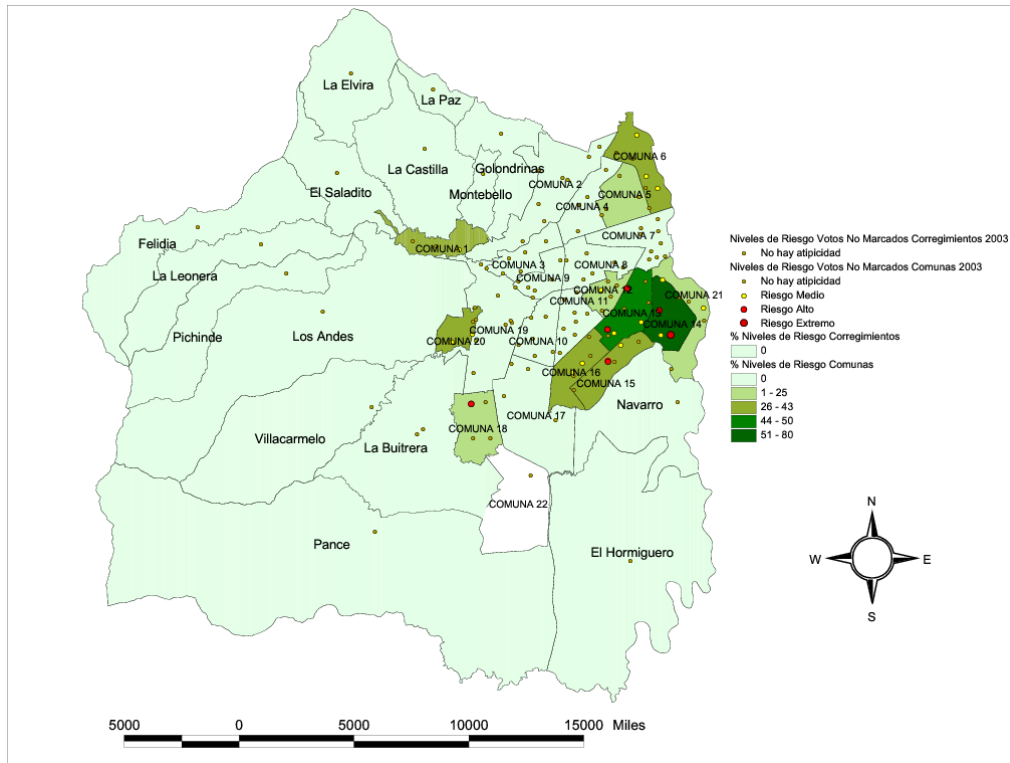 La Elvira
La Paz
La Castilla
Golondrinas
Montebello
El Saladito
Felidia
La Leonera
Pichinde
Los Andes
Villacarmelo
La Buitrera
Pance
El Hormiguero
Navarro
COMUNA 6
COMUNA 2
COMUNA 5
COMUNA 4
COMUNA 7
COMUNA 1
COMUNA 3
COMUNA 8
COMUNA 9
COMUNA 12
COMUNA 11
COMUNA 21
COMUNA 13
COMUNA 14
COMUNA 19
COMUNA 20
COMUNA 10
COMUNA 16
COMUNA 15
COMUNA 17
COMUNA 18
COMUNA 22
Niveles de Riesgo Votos No Marcados Corregimientos 2003
No hay atipicidad
Niveles de Riesgo Votos No Marcados Comunas 2003
No hay atipicidad
Riesgo Medio
Riesgo Alto
Riesgo Extremo
% Niveles de Riesgo Corregimientos
0
% Niveles de Riesgo Comunas
0
1 - 25
26 - 43
44 - 50
51 - 80
N
W E
S
5000 0 5000 10000 15000 Miles